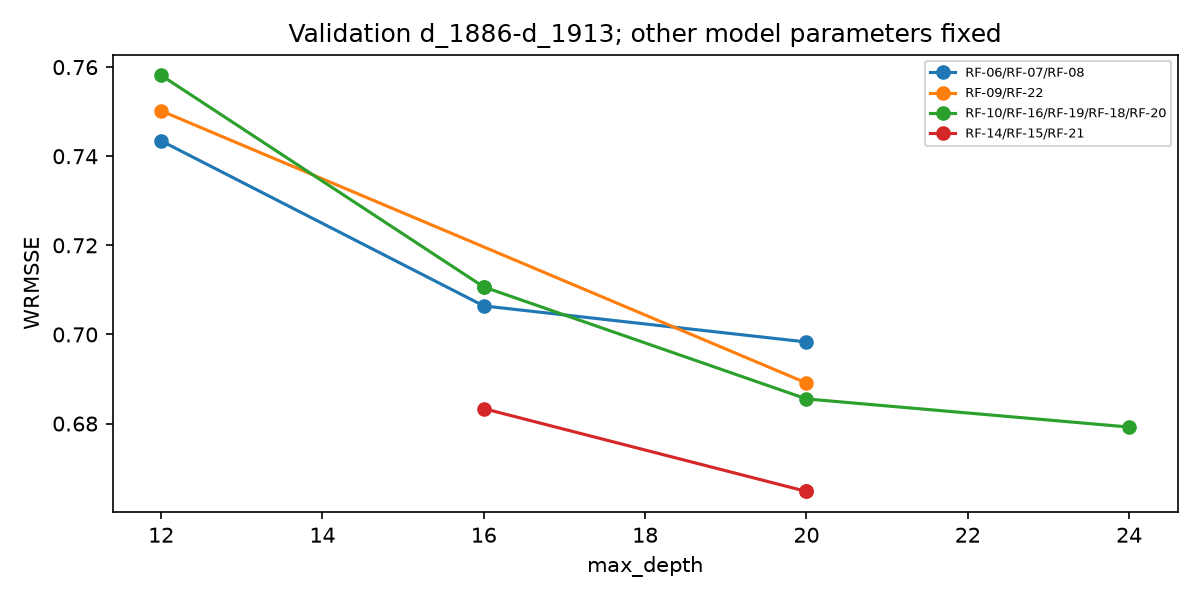 Validation d_1886-d_1913; other model parameters fixed
WRMSSE
0.76
0.74
0.72
0.70
0.68
RF-06/RF-07/RF-08
RF-09/RF-22
RF-10/RF-16/RF-19/RF-18/RF-20
RF-14/RF-15/RF-21
12 14 16 18 20 22 24
max_depth